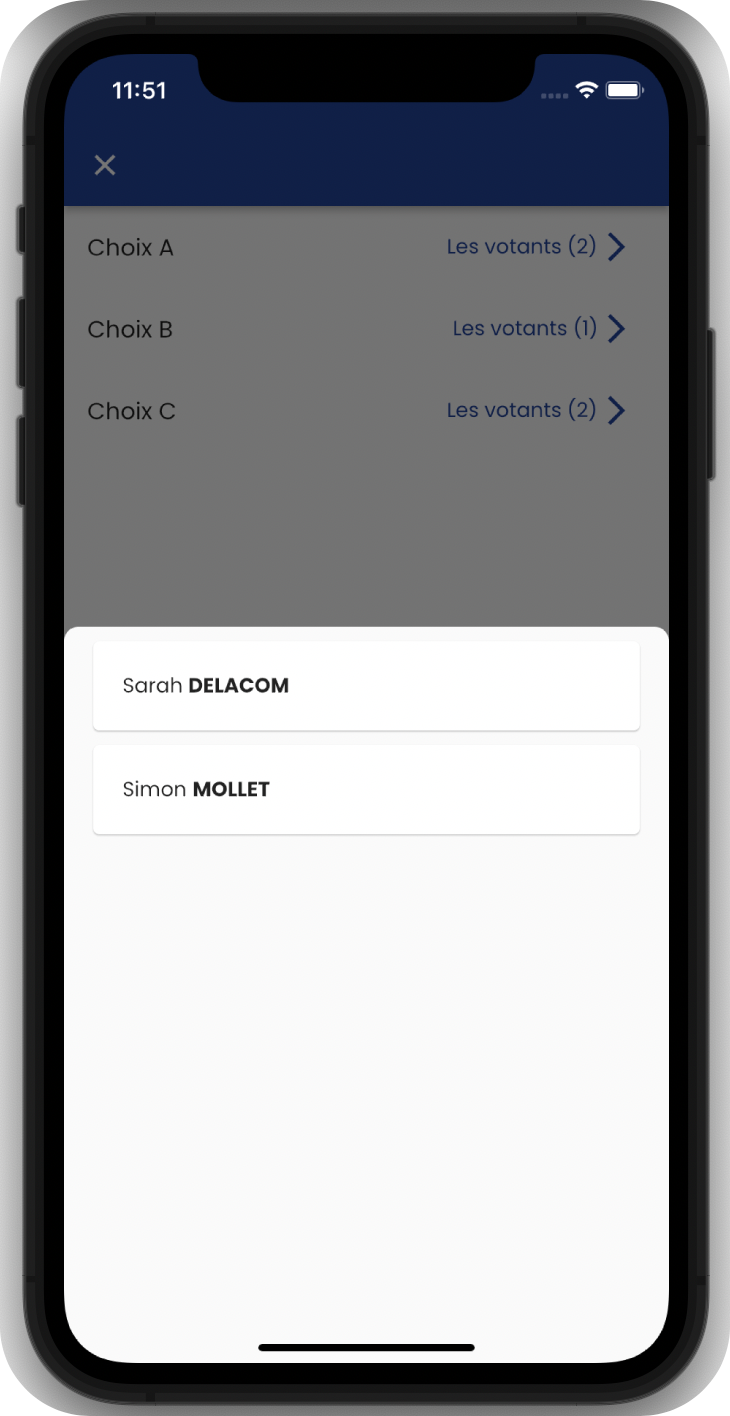 11:51
Choix A Les votants (2)
Choix B Les votants (1)
Choix C Les votants (2)
Sarah DELACOM
Simon MOLLET